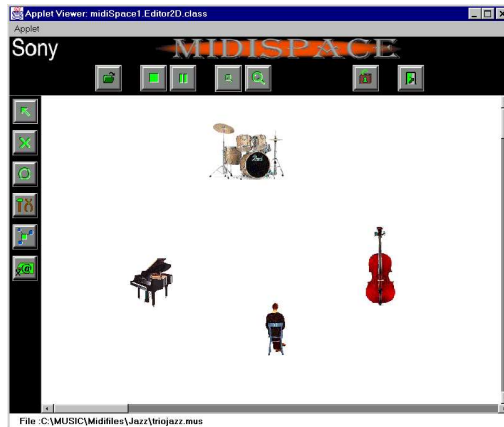 Applet Viewer: midiSpace1.Editor2D.class
Applet
Sony MIDISPACE
File :C:\MUSIC\Midifiles\Jazz\triojazz.mus